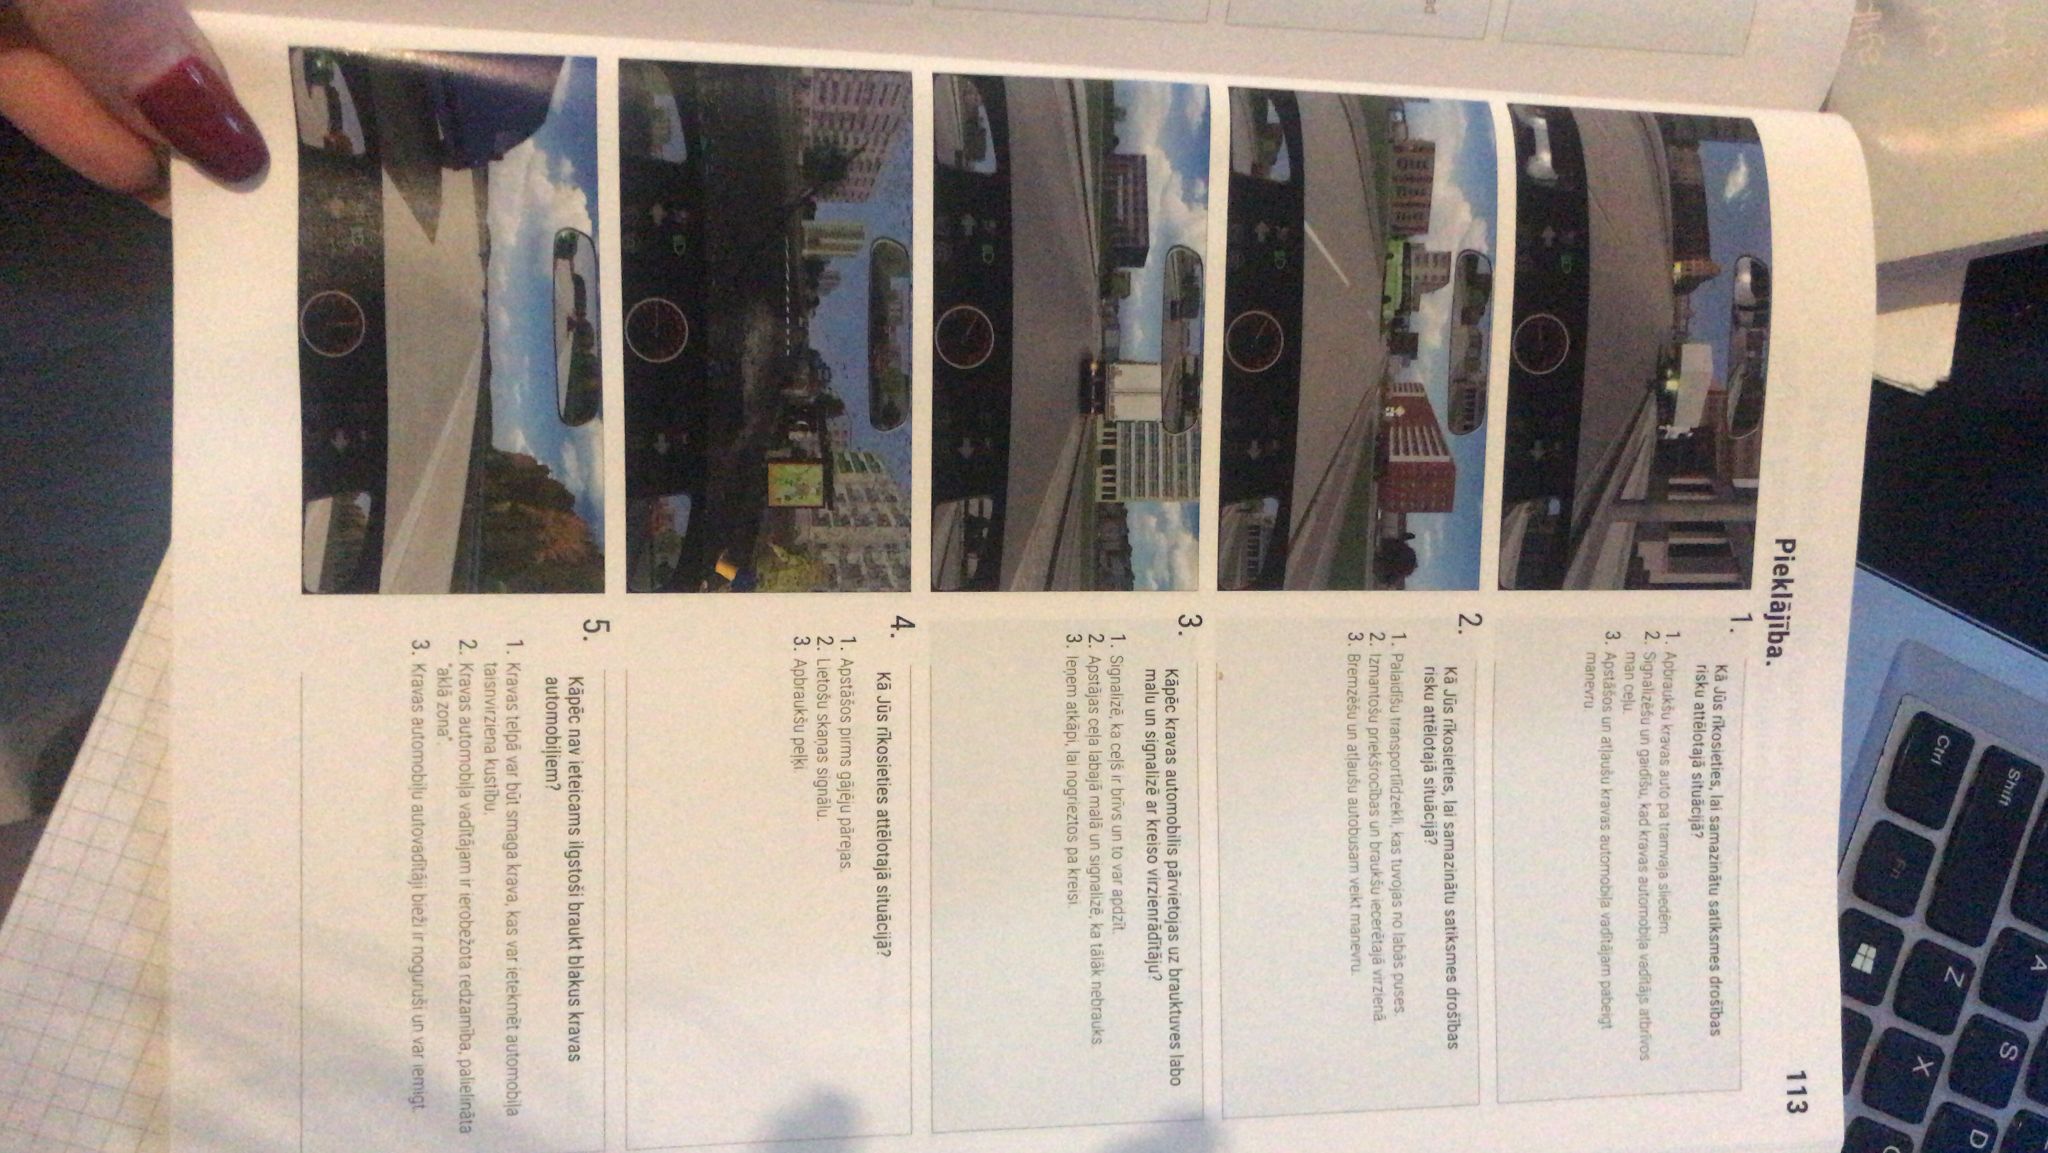 A
Shift
S
D
Z
Ctrl
X
Fn
113
Pieklājība.
1.
Kā Jūs rīkosieties, lai samazinātu satiksmes drošības
risku attēlotajā situācijā?
1. Apbraukšu kravas auto pa tramvaja sliedēm.
2. Signalizēšu un gaidīšu, kad kravas automobiļa vadītājs atbrīvos
man ceļu.
3. Apstāšos un atļaušu kravas automobiļa vadītājam pabeigt
manevru.
2.
Kā Jūs rīkosieties, lai samazinātu satiksmes drošības
risku attēlotajā situācijā?
1. Palaidīšu transportlīdzekli, kas tuvojas no labās puses.
2. Izmantošu priekšrocības un braukšu iecerētajā virzienā.
3. Bremzēšu un atļaušu autobusam veikt manevru.
3.
Kāpēc kravas automobilis pārvietojas uz brauktuves labo
malu un signalizē ar kreiso virzienrādītāju?
1. Signalizē, ka ceļš ir brīvs un to var apdzīt.
2. Apstājas ceļa labajā malā un signalizē, ka tālāk nebrauks.
3. Ieņem atkāpi, lai nogrieztos pa kreisi.
4.
Kā Jūs rīkosieties attēlotajā situācijā?
1. Apstāšos pirms gājēju pārejas.
2. Lietošu skaņas signālu.
3. Apbraukšu peļķi.
5.
Kāpēc nav ieteicams ilgstoši braukt blakus kravas
automobiļiem?
1. Kravas telpā var būt smaga krava, kas var ietekmēt automobiļa
taisnvirziena kustību.
2. Kravas automobiļa vadītājam ir ierobežota redzamība, palielināta
"aklā zona".
3. Kravas automobiļu autovadītāji bieži ir noguruši un var iemigt.